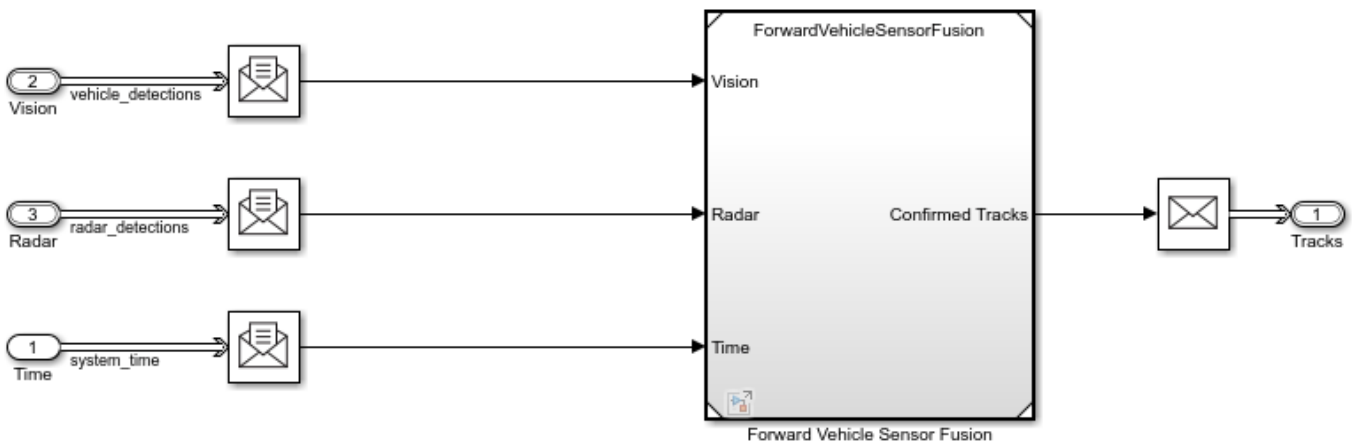 ForwardVehicleSensorFusion
2
Vision
vehicle_detections
Vision
3
Radar
radar_detections
Radar
Confirmed Tracks
1
Tracks
1
Time
system_time
Time
Forward Vehicle Sensor Fusion